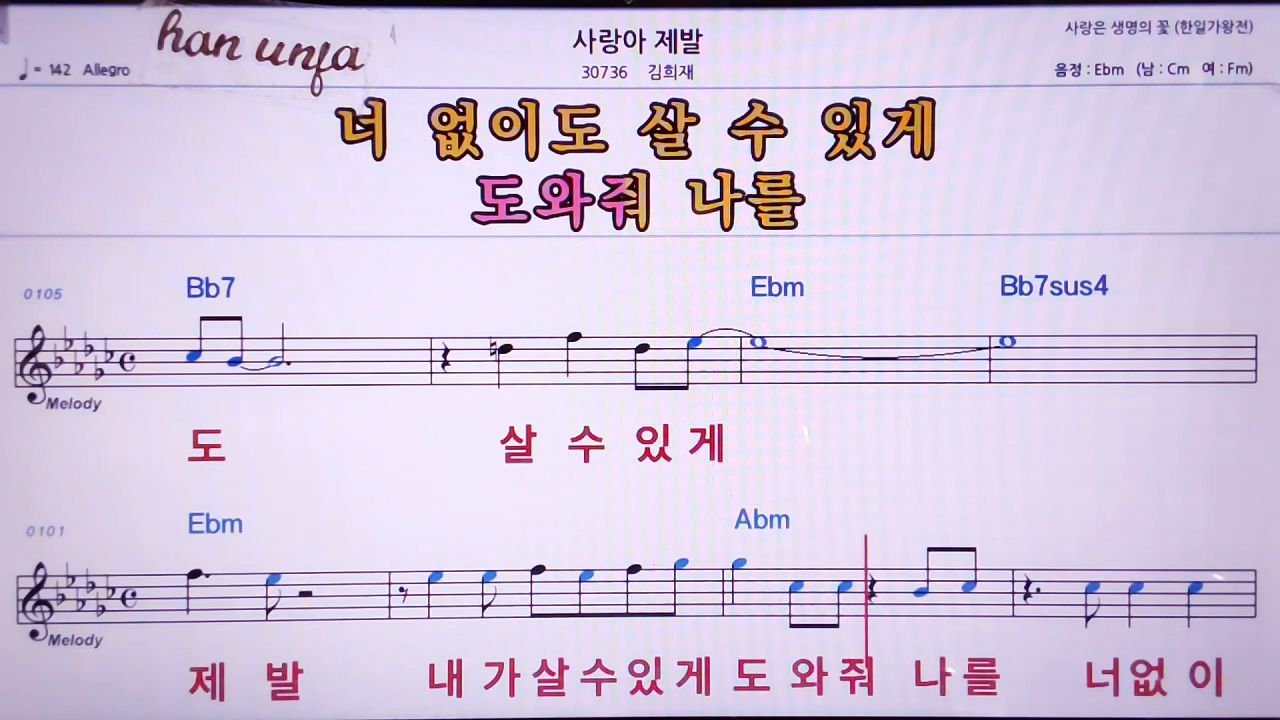 han unfa
사랑아 제발
사랑은 생명의 꽃 (한일가왕전)
♩= 142 Allegro
30736 김희재
음정 : Ebm (남 : Cm 여 : Fm)
너 없이도 살 수 있게
도와줘 나를
0105 Bb7 Ebm Bb7sus4
Melody
도 살 수 있 게
0101 Ebm Abm
Melody
제 발 내 가 살 수 있 게 도 와 줘 나 를 너 없 이